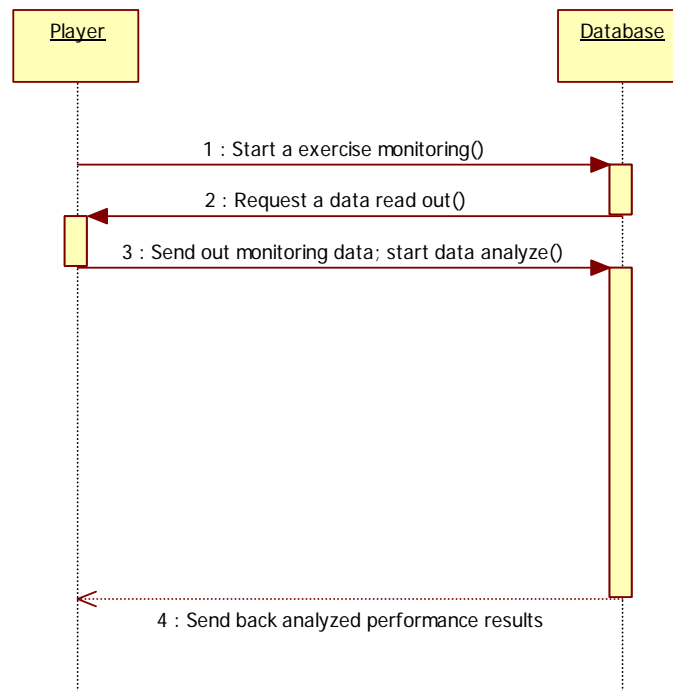 Player
Database
1 : Start a exercise monitoring()
2 : Request a data read out()
3 : Send out monitoring data; start data analyze()
4 : Send back analyzed performance results